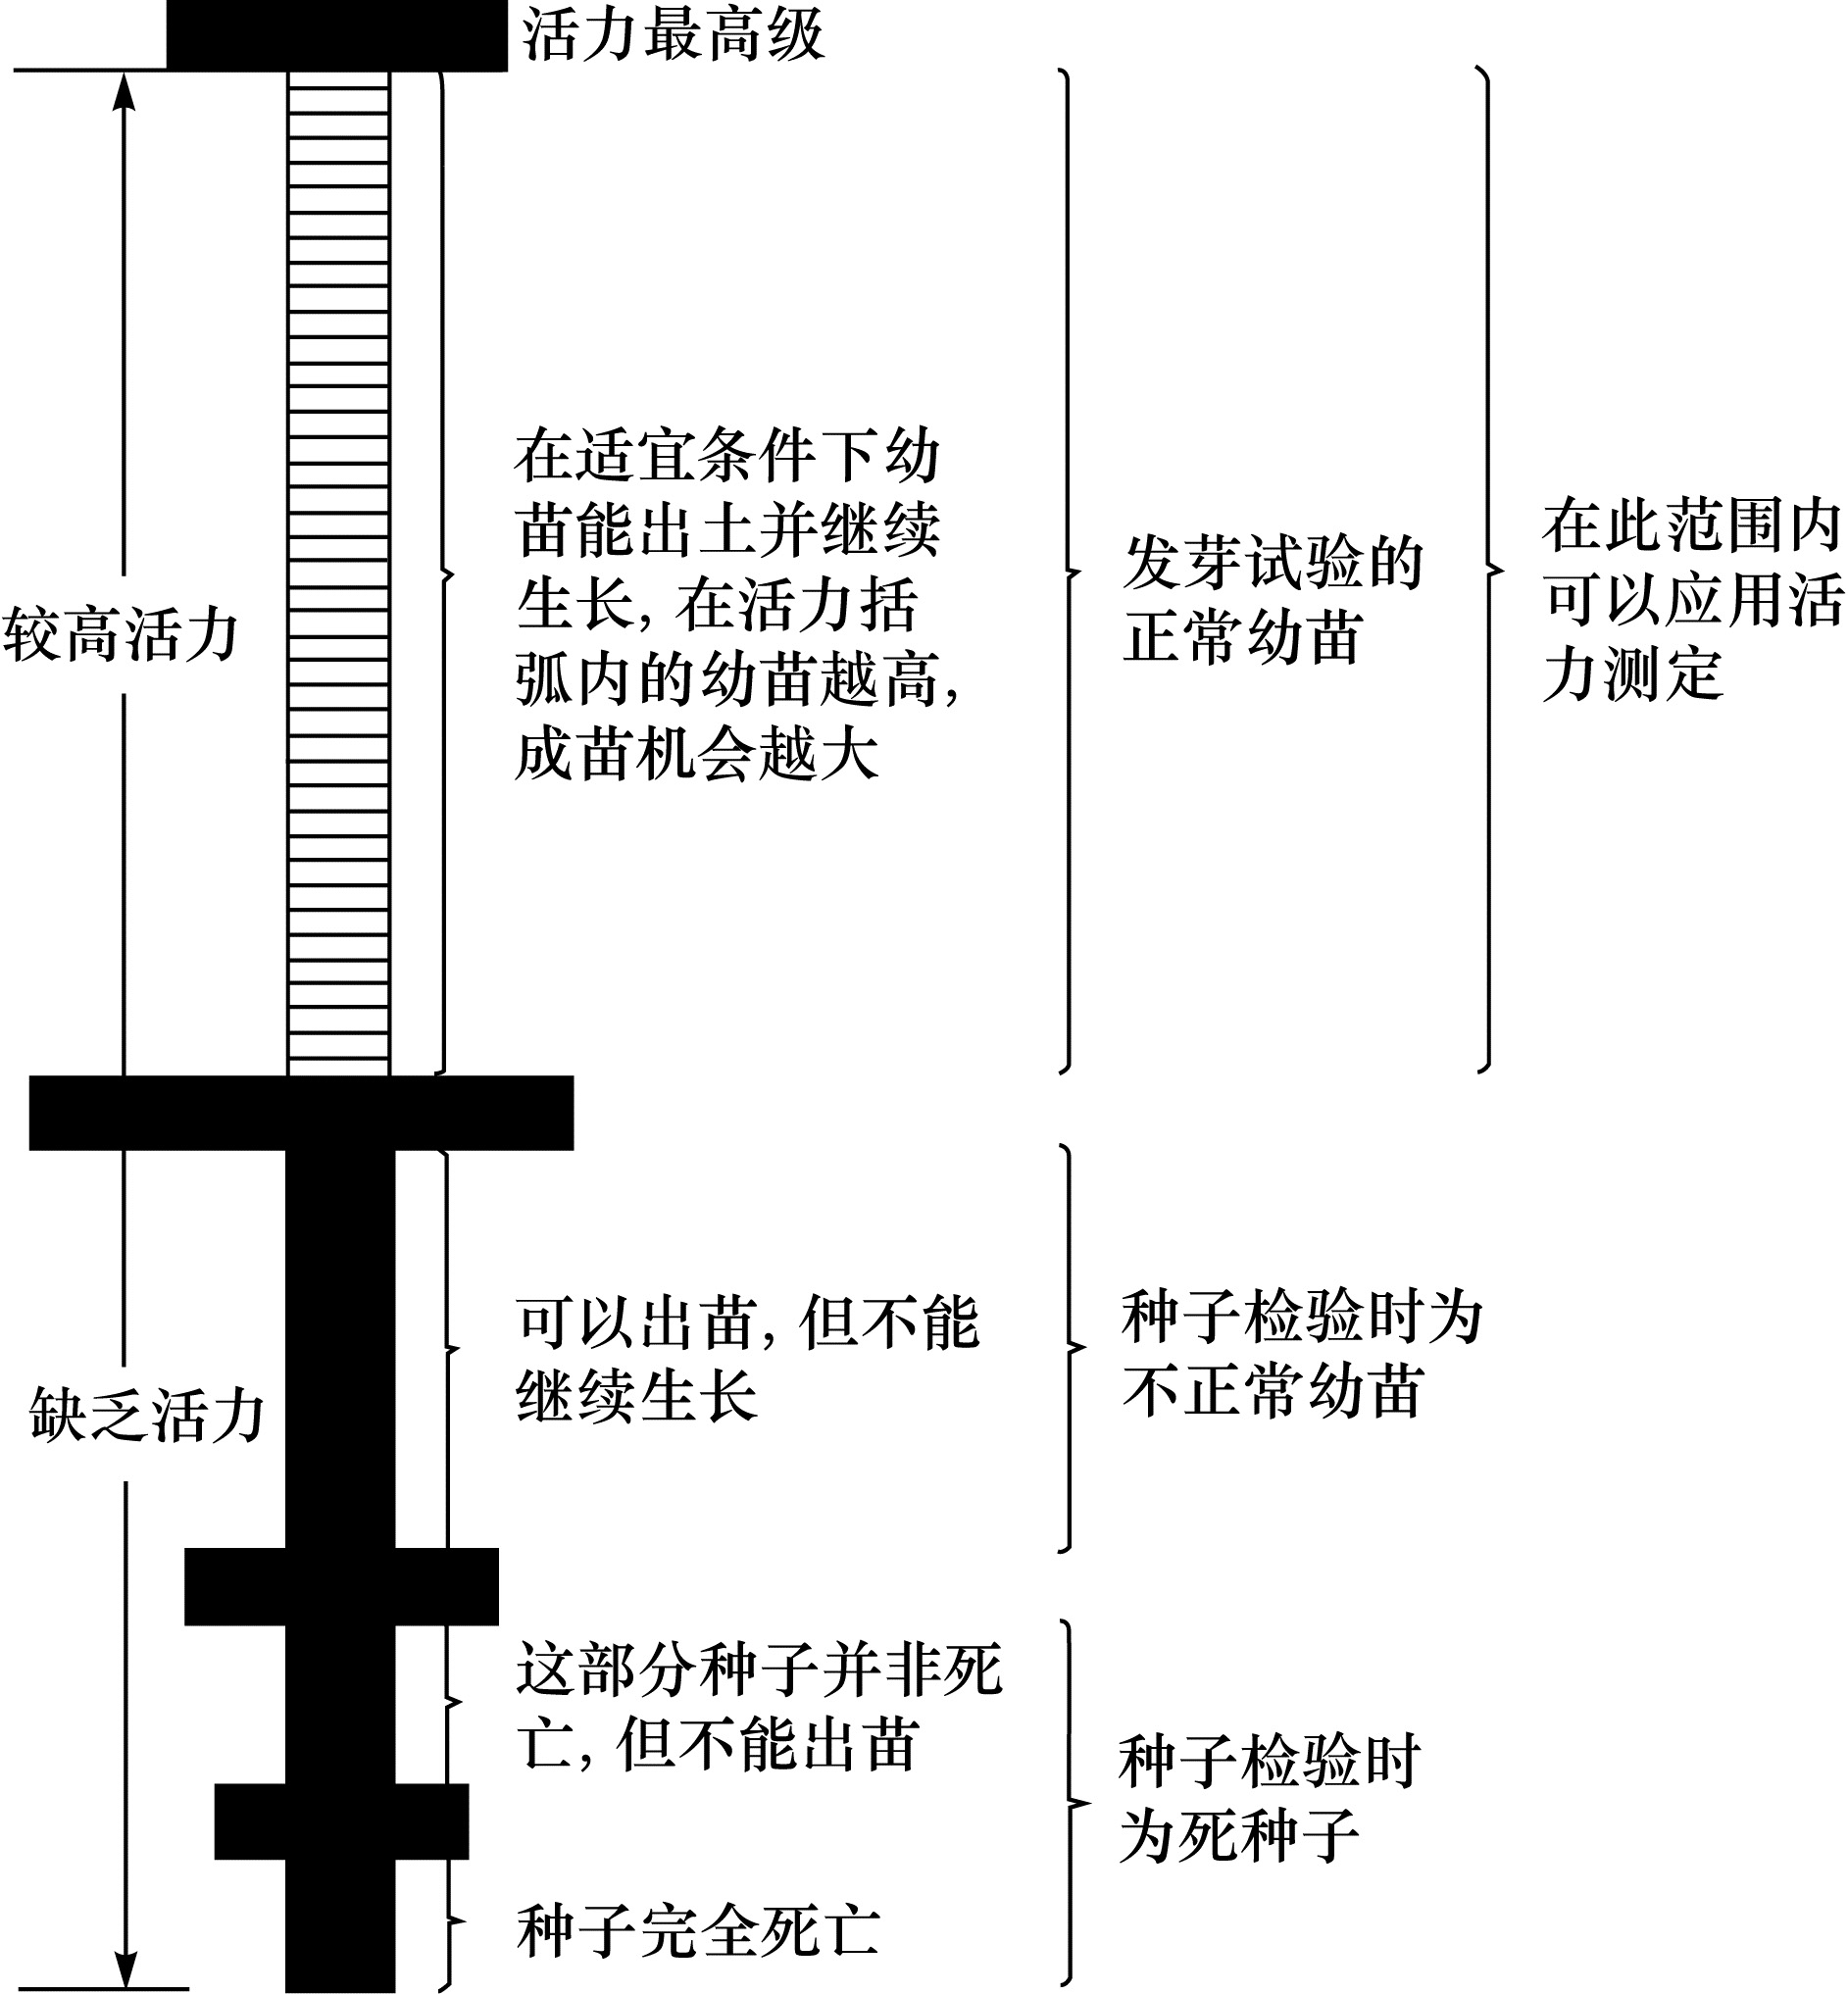 活力最高级
较高活力
在适宜条件下幼
苗能出土并继续
生长,在活力括
弧内的幼苗越高,
成苗机会越大
发芽试验的
正常幼苗
在此范围内
可以应用活
力测定
缺乏活力
可以出苗,但不能
继续生长
种子检验时为
不正常幼苗
这部分种子并非死
亡,但不能出苗
种子完全死亡
种子检验时
为死种子